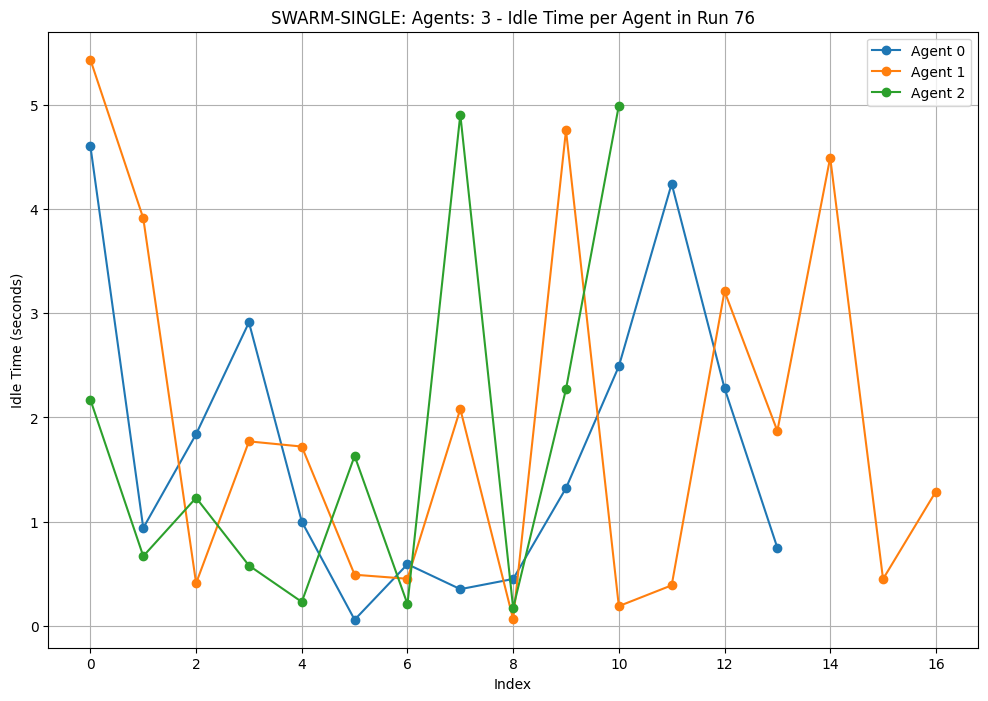 SWARM-SINGLE: Agents: 3 - Idle Time per Agent in Run 76
Agent 0
Agent 1
Agent 2
Idle Time (seconds)
5
4
3
2
1
0
0 2 4 6 8 10 12 14 16
Index